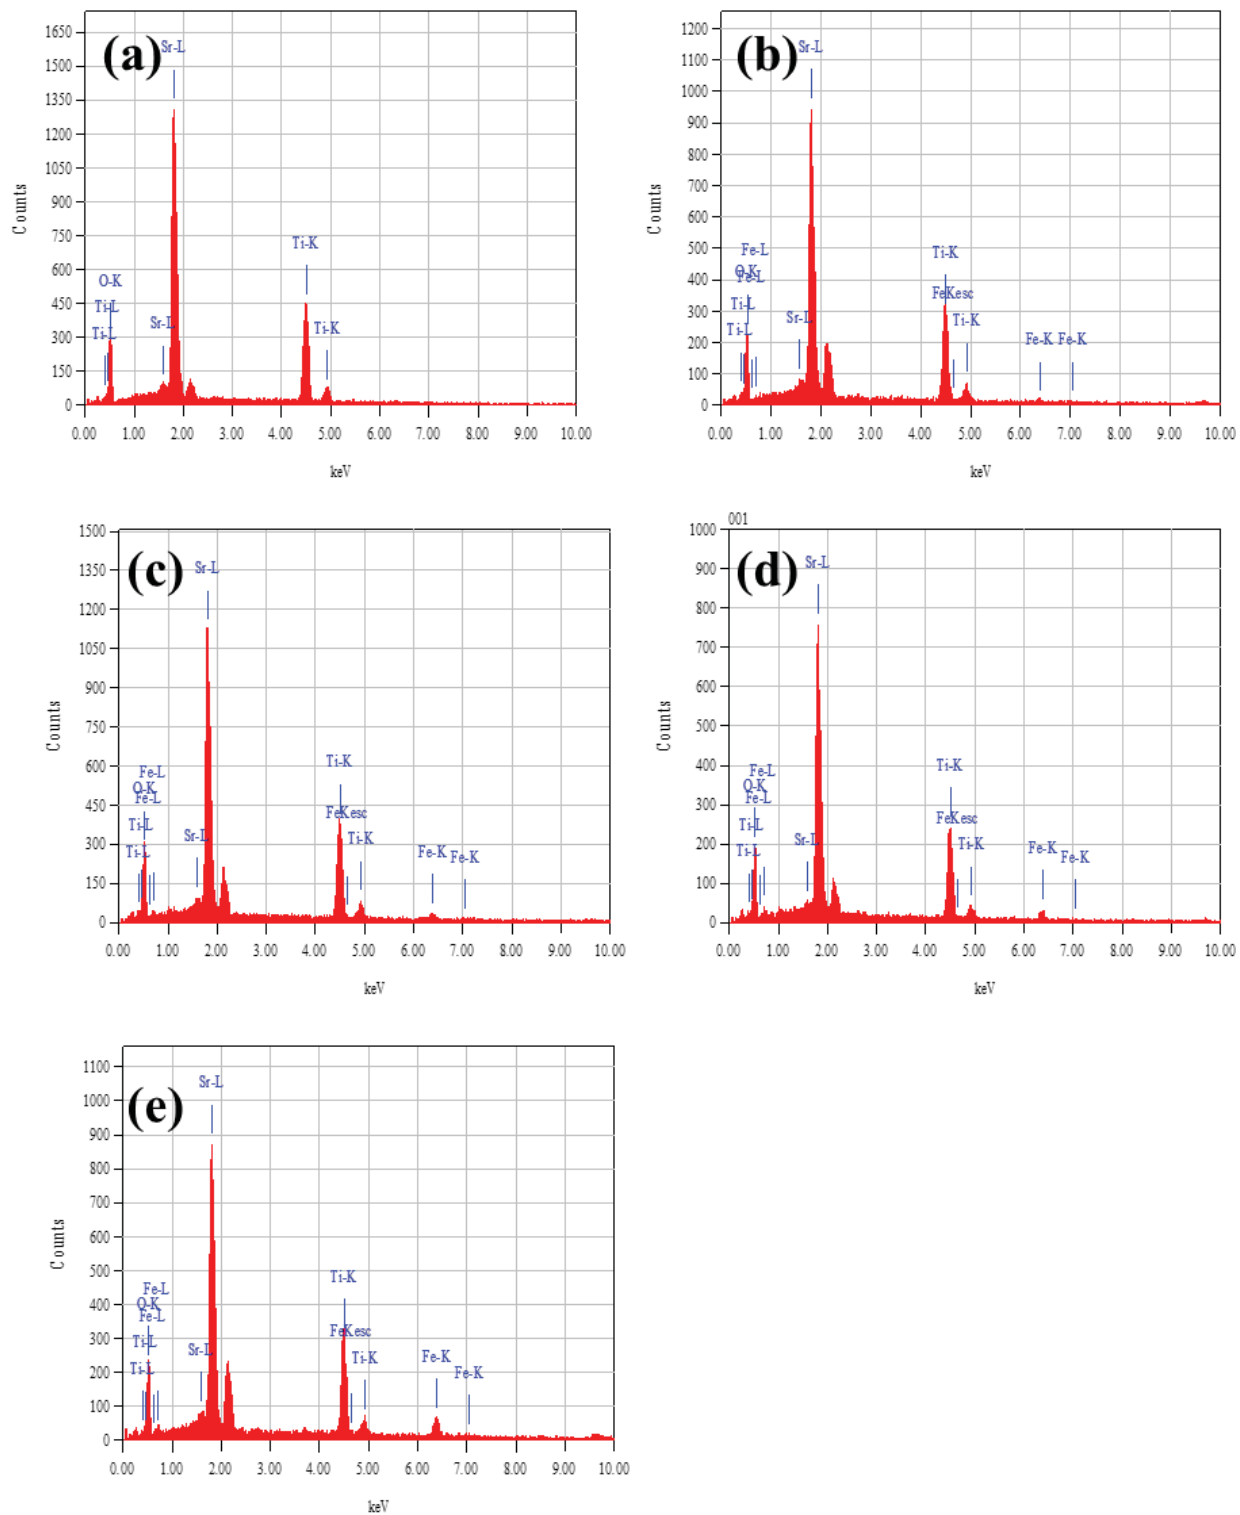 (a)
1650
1500
1350
1200
1050
900
750
600
450
300
150
0
Counts
Sr-L
O-K
Ti-L
Ti-L
Sr-L
Ti-K
Ti-K
0.00 1.00 2.00 3.00 4.00 5.00 6.00 7.00 8.00 9.00 10.00
keV
(b)
1200
1100
1000
900
800
700
600
500
400
300
200
100
0
Counts
Sr-L
Fe-L
O-K
Fe-L
Ti-L
Ti-L
Sr-L
Ti-K
FeKesc
Ti-K
Fe-K Fe-K
0.00 1.00 2.00 3.00 4.00 5.00 6.00 7.00 8.00 9.00 10.00
keV
(c)
1500
1350
1200
1050
900
750
600
450
300
150
0
Counts
Sr-L
Fe-L
O-K
Fe-L
Ti-L
Ti-L
Sr-L
Ti-K
FeKesc
Ti-K
Fe-K
Fe-K
0.00 1.00 2.00 3.00 4.00 5.00 6.00 7.00 8.00 9.00 10.00
keV
001
(d)
1000
900
800
700
600
500
400
300
200
100
0
Counts
Sr-L
Fe-L
O-K
Fe-L
Ti-L
Ti-L
Sr-L
Ti-K
FeKesc
Ti-K
Fe-K
Fe-K
0.00 1.00 2.00 3.00 4.00 5.00 6.00 7.00 8.00 9.00 10.00
keV
(e)
1100
1000
900
800
700
600
500
400
300
200
100
0
Counts
Sr-L
Fe-L
O-K
Fe-L
Ti-L
Ti-L
Sr-L
Ti-K
FeKesc
Ti-K
Fe-K
Fe-K
0.00 1.00 2.00 3.00 4.00 5.00 6.00 7.00 8.00 9.00 10.00
keV